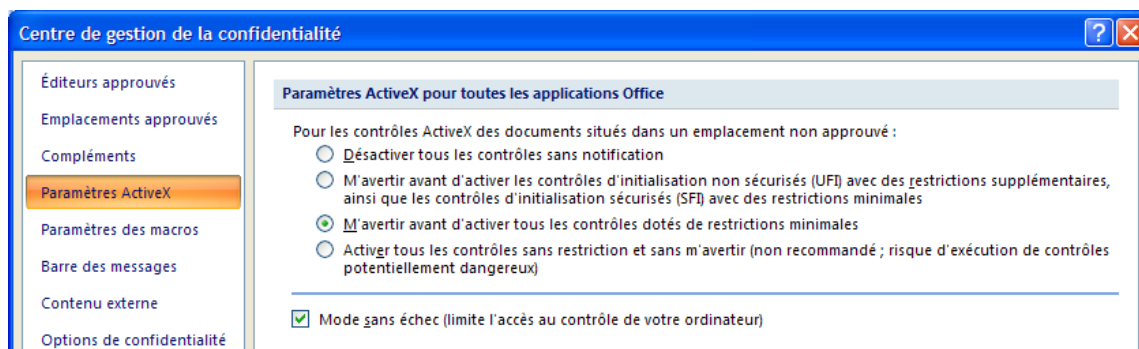 Centre de gestion de la confidentialité
Éditeurs approuvés
Emplacements approuvés
Compléments
Paramètres ActiveX
Paramètres des macros
Barre des messages
Contenu externe
Options de confidentialité
Paramètres ActiveX pour toutes les applications Office
Pour les contrôles ActiveX des documents situés dans un emplacement non approuvé :
Désactiver tous les contrôles sans notification
M'avertir avant d'activer les contrôles d'initialisation non sécurisés (UFI) avec des restrictions supplémentaires,
ainsi que les contrôles d'initialisation sécurisés (SFI) avec des restrictions minimales
M'avertir avant d'activer tous les contrôles dotés de restrictions minimales
Activer tous les contrôles sans restriction et sans m'avertir (non recommandé ; risque d'exécution de contrôles
potentiellement dangereux)
Mode sans échec (limite l'accès au contrôle de votre ordinateur)